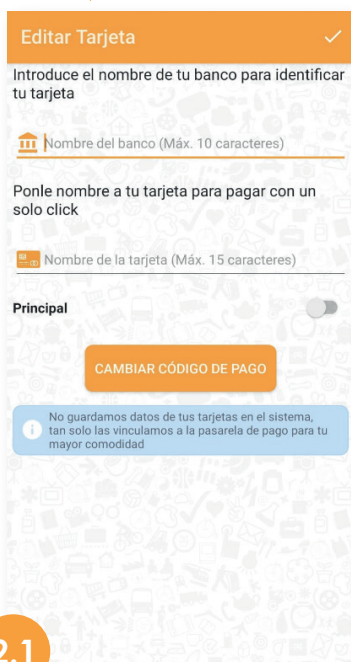 Editar Tarjeta
Introduce el nombre de tu banco para identificar
tu tarjeta
Nombre del banco (Máx. 10 caracteres)
Ponle nombre a tu tarjeta para pagar con un
solo click
Nombre de la tarjeta (Máx. 15 caracteres)
Principal
CAMBIAR CÓDIGO DE PAGO
No guardamos datos de tus tarjetas en el sistema,
tan solo las vinculamos a la pasarela de pago para tu
mayor comodidad
2.1